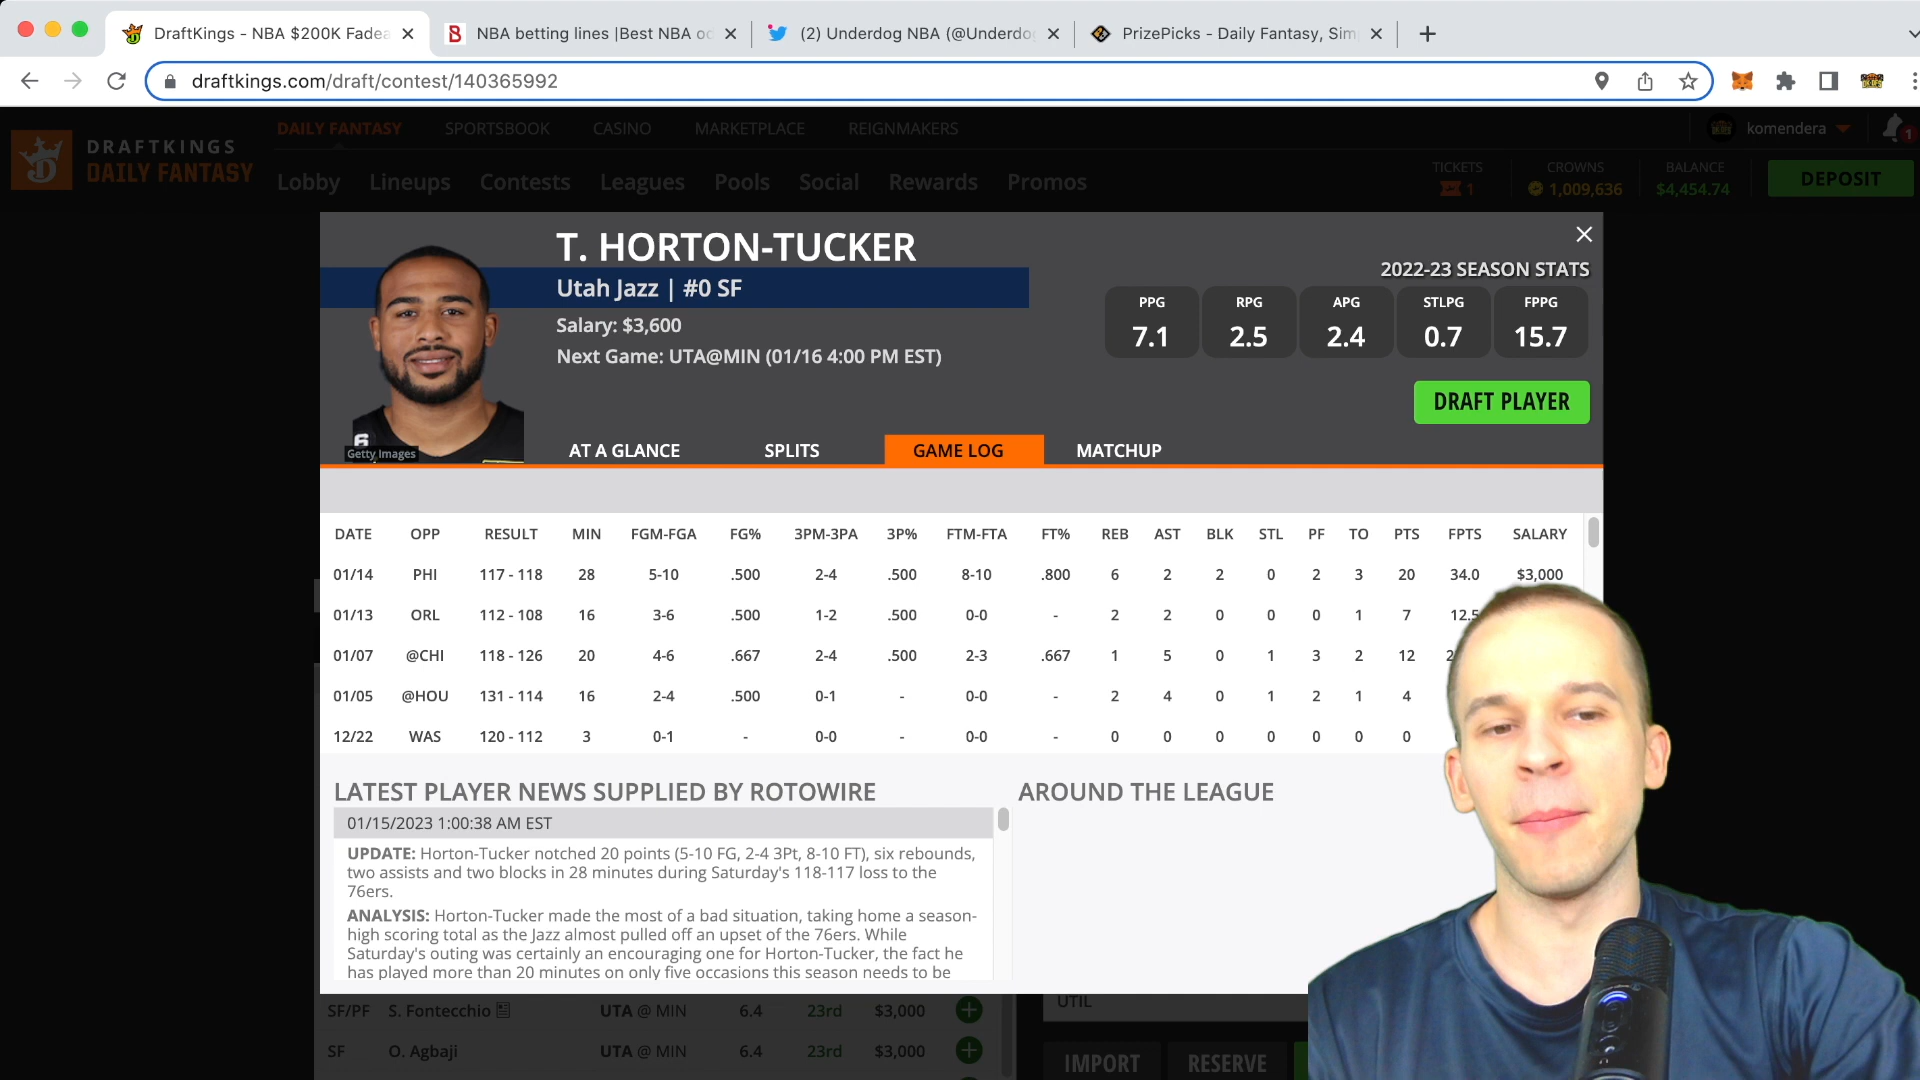 DraftKings - NBA $200K Fadea
NBA betting lines |Best NBA o
(2) Underdog NBA (@Underdo
PrizePicks - Daily Fantasy, Sim
draftkings.com/draft/contest/140365992
DRAFTKINGS
DAILY FANTASY
DAILY FANTASY SPORTSBOOK CASINO MARKETPLACE REIGNMAKERS
komendera
1
Lobby Lineups Contests Leagues Pools Social Rewards Promos
TICKETS
1
CROWNS
1,009,636
BALANCE
$4,454.74
DEPOSIT
T. HORTON-TUCKER
Utah Jazz | #0 SF
Salary: $3,600
Next Game: UTA@MIN (01/16 4:00 PM EST)
6
Getty Images
2022-23 SEASON STATS
PPG RPG APG STLPG FPPG
7.1 2.5 2.4 0.7 15.7
DRAFT PLAYER
AT A GLANCE SPLITS GAME LOG MATCHUP
DATE OPP RESULT MIN FGM-FGA FG% 3PM-3PA 3P% FTM-FTA FT% REB AST BLK STL PF TO PTS FPTS SALARY
01/14 PHI 117 - 118 28 5-10 .500 2-4 .500 8-10 .800 6 2 2 0 2 3 20 34.0 $3,000
01/13 ORL 112 - 108 16 3-6 .500 1-2 .500 0-0 - 2 2 0 0 0 1 7 12.5
01/07 @CHI 118 - 126 20 4-6 .667 2-4 .500 2-3 .667 1 5 0 1 3 2 12 2
01/05 @HOU 131 - 114 16 2-4 .500 0-1 - 0-0 - 2 4 0 1 2 1 4
12/22 WAS 120 - 112 3 0-1 - 0-0 - 0-0 - 0 0 0 0 0 0 0
LATEST PLAYER NEWS SUPPLIED BY ROTOWIRE
01/15/2023 1:00:38 AM EST
UPDATE: Horton-Tucker notched 20 points (5-10 FG, 2-4 3Pt, 8-10 FT), six rebounds,
two assists and two blocks in 28 minutes during Saturday's 118-117 loss to the
76ers.
ANALYSIS: Horton-Tucker made the most of a bad situation, taking home a season-
high scoring total as the Jazz almost pulled off an upset of the 76ers. While
Saturday's outing was certainly an encouraging one for Horton-Tucker, the fact he
has played more than 20 minutes on only five occasions this season needs to be
AROUND THE LEAGUE
SF/PF S. Fontecchio UTA @ MIN 6.4 23rd $3,000
SF O. Agbaji UTA @ MIN 6.4 23rd $3,000
UTIL
IMPORT RESERVE